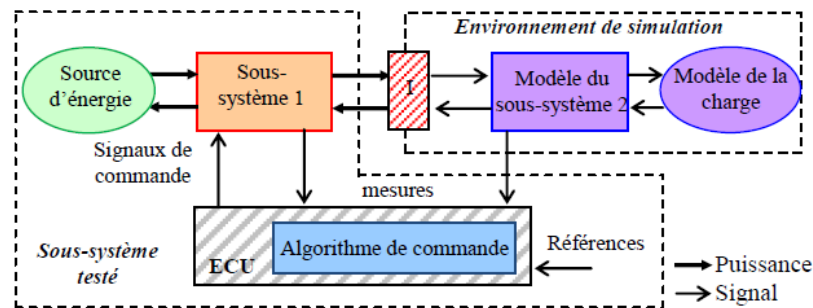 Environnement de simulation
Source
d'énergie
Sous-
système 1
I
Modèle du
sous-système 2
Modèle de la
charge
Signaux de
commande
mesures
Sous-système
testé
ECU
Algorithme de commande
Références
Puissance
Signal